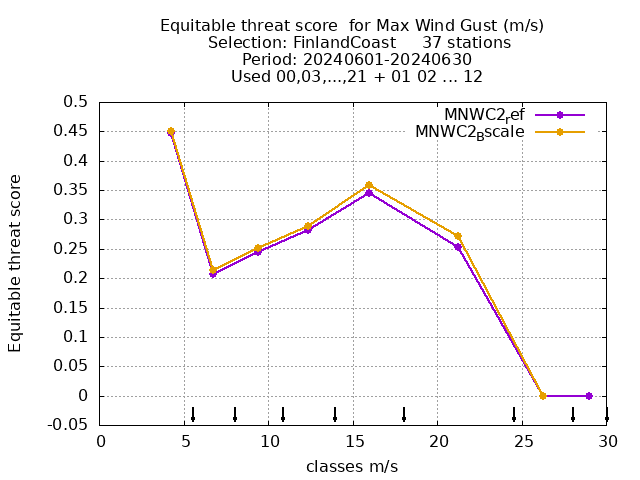 Equitable threat score  for Max Wind Gust (m/s)
Selection: FinlandCoast     37 stations
Period: 20240601-20240630
Used 00,03,...,21 + 01 02 ... 12
MNWC2ref
MNWC2Bscale
Equitable threat score
0.5
0.45
0.4
0.35
0.3
0.25
0.2
0.15
0.1
0.05
0
-0.05
0 5 10 15 20 25 30
classes m/s